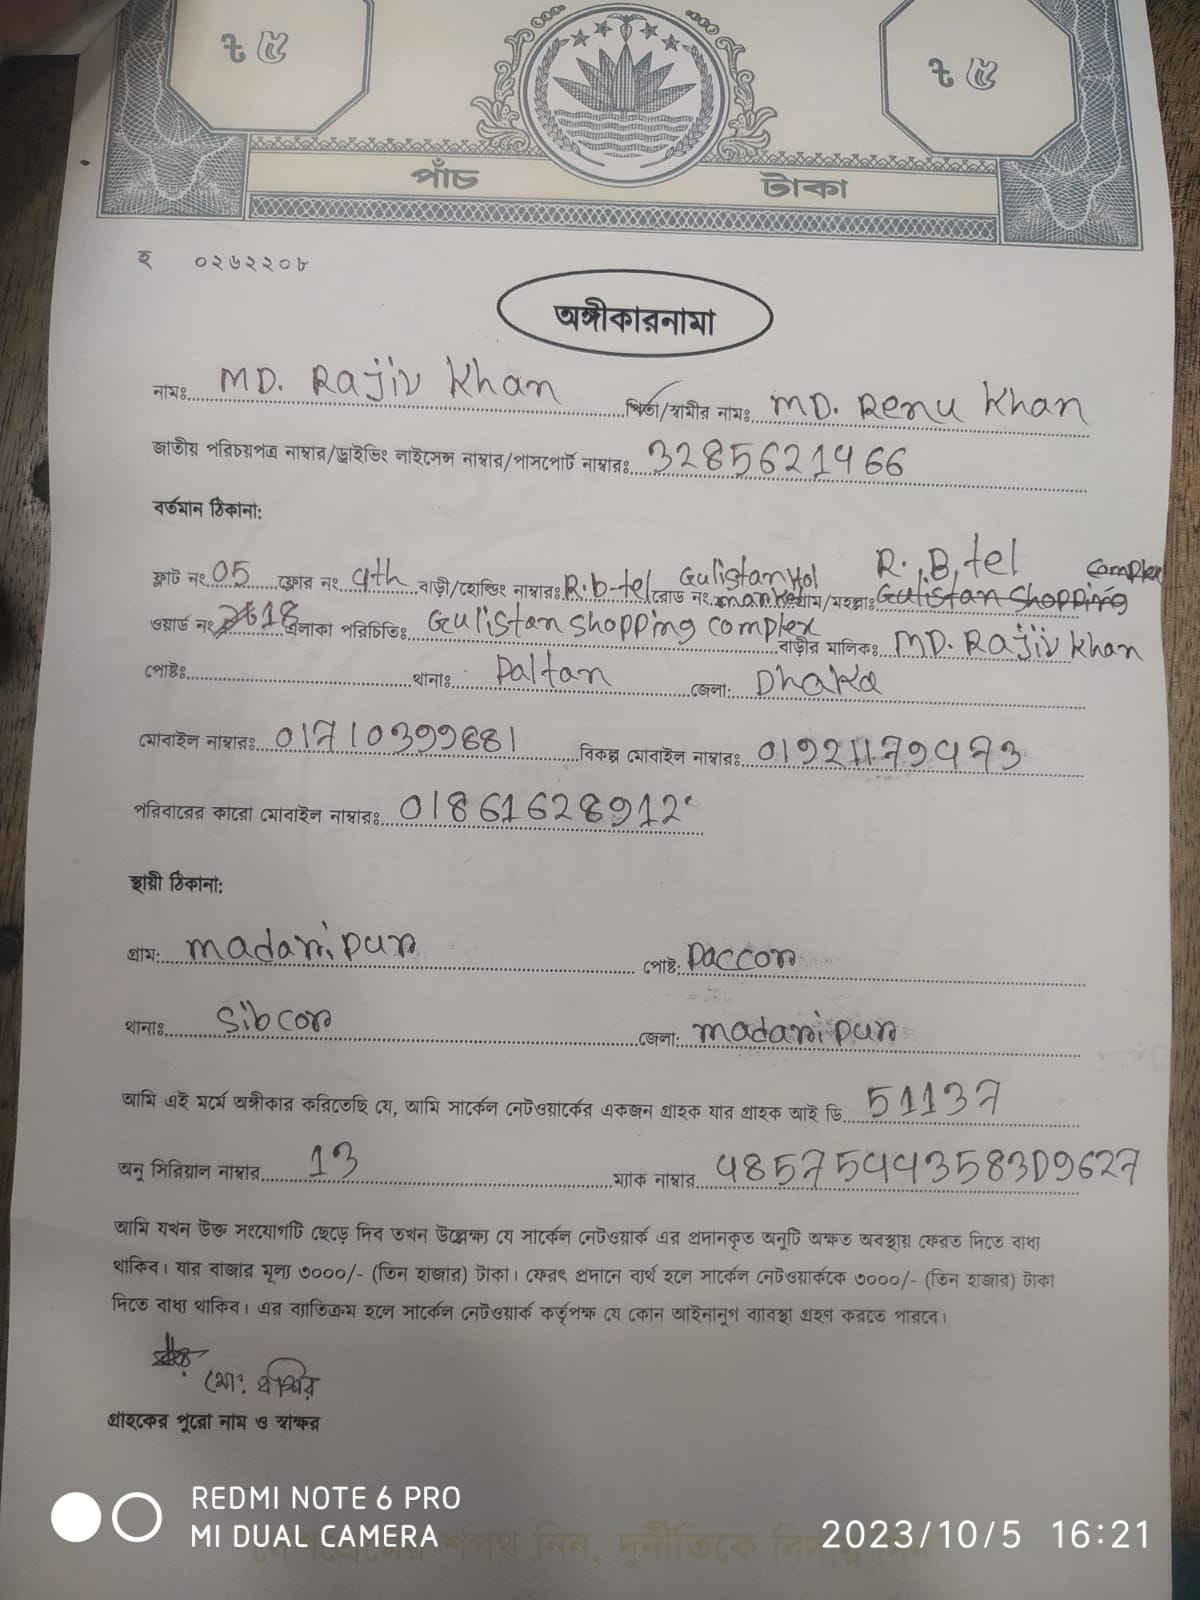 ট ৫
ট ৫
পাঁচ টাকা
হ ০২৬২২০৮
অঙ্গীকারনামা
নামঃ MD. Rajiv Khan পিতা/স্বামীর নামঃ MD. Renu Khan
জাতীয় পরিচয়পত্র নাম্বার/ড্রাইভিং লাইসেন্স নাম্বার/পাসপোর্ট নাম্বারঃ 3285621466
বর্তমান ঠিকানা:
ফ্লাট নং 05 ফ্লোর নং 4th বাড়ী/হোল্ডিং নাম্বারঃ R.b-tel রোড নং Gulistan Hol market গ্রাম/মহল্লাঃ R.B.tel Gulistan Shopping Complex
ওয়ার্ড নং 18 এলাকা পরিচিতিঃ Gulistan Shopping complex বাড়ীর মালিকঃ MD. Rajiv Khan
পোষ্টঃ থানাঃ Paltan জেলা: Dhaka
মোবাইল নাম্বারঃ 01710399881 বিকল্প মোবাইল নাম্বারঃ 01921179473
পরিবারের কারো মোবাইল নাম্বারঃ 01861628912
স্থায়ী ঠিকানা:
গ্রাম: madaripur পোষ্ট: Paccor
থানাঃ Sibcor জেলা: madaripur
আমি এই মর্মে অঙ্গীকার করিতেছি যে, আমি সার্কেল নেটওয়ার্কের একজন গ্রাহক যার গ্রাহক আই ডি 51137
অনু সিরিয়াল নাম্বার 13 ম্যাক নাম্বার 485754443583D9627
আমি যখন উক্ত সংযোগটি ছেড়ে দিব তখন উল্লেক্ষ্য যে সার্কেল নেটওয়ার্ক এর প্রদানকৃত অনুটি অক্ষত অবস্থায় ফেরত দিতে বাধ্য
থাকিব। যার বাজার মূল্য ৩০০০/- (তিন হাজার) টাকা। ফেরৎ প্রদানে ব্যর্থ হলে সার্কেল নেটওয়ার্ককে ৩০০০/- (তিন হাজার) টাকা
দিতে বাধ্য থাকিব। এর ব্যাতিক্রম হলে সার্কেল নেটওয়ার্ক কর্তৃপক্ষ যে কোন আইনানুগ ব্যাবস্থা গ্রহণ করতে পারবে।
মো:
গ্রাহকের পুরো নাম ও স্বাক্ষর
REDMI NOTE 6 PRO
MI DUAL CAMERA
2023/10/5 16:21